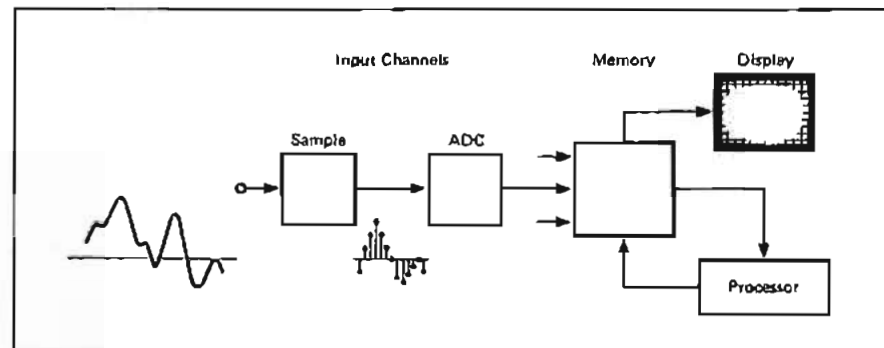 Input Channels
Memory
Display
Sample
ADC
Processor